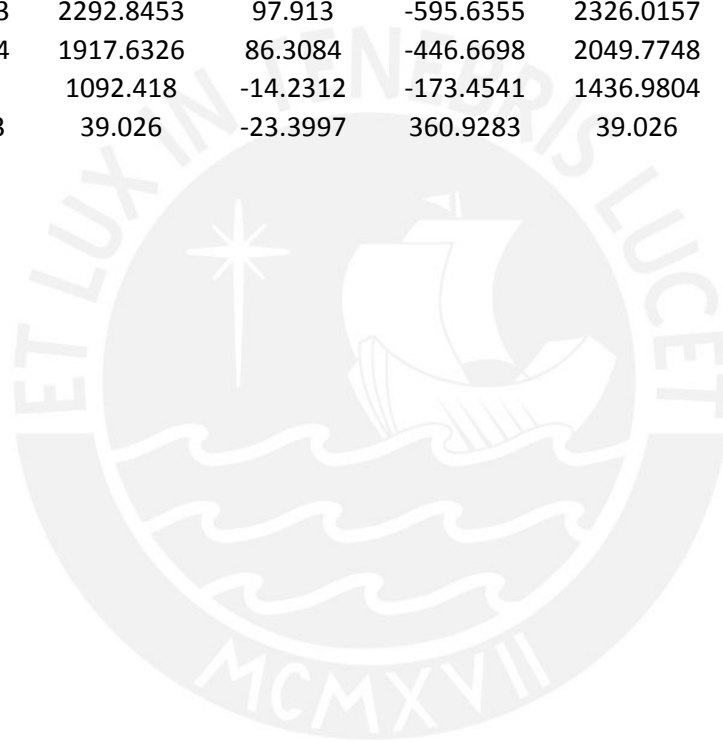 3 2292.8453 97.913 -595.6355 2326.0157
4 1917.6326 86.3084 -446.6698 2049.7748
1092.418 -14.2312 -173.4541 1436.9804
3 39.026 -23.3997 360.9283 39.026
ET LUX IN TENEBRIS LUCET
MCMXVII